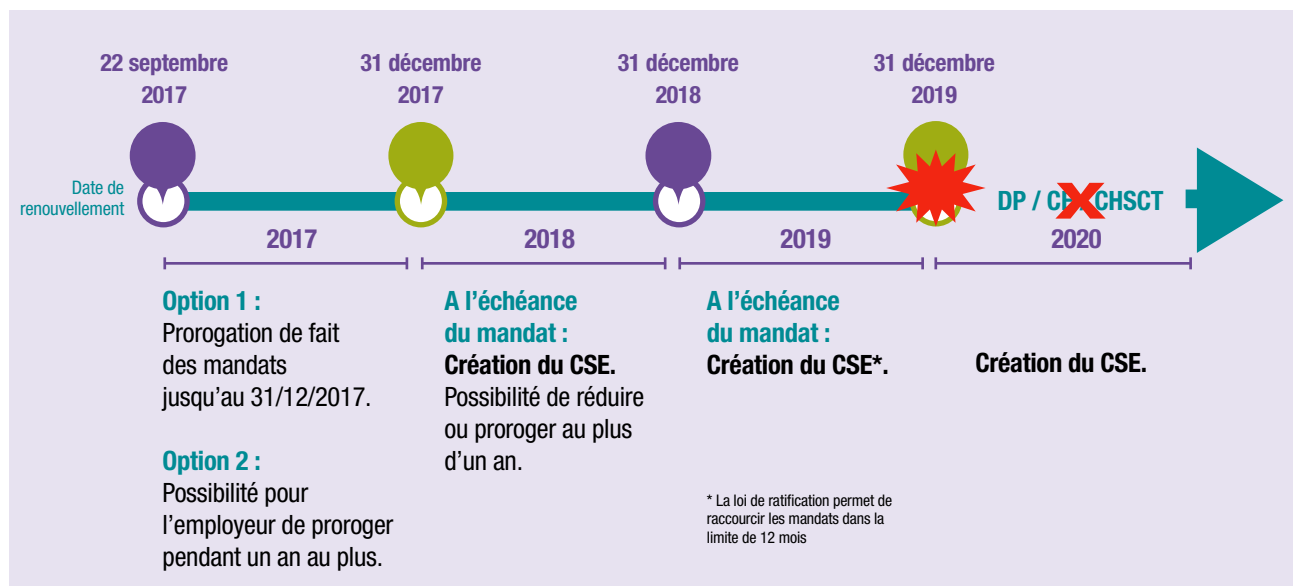 22 septembre
2017
31 décembre
2017
31 décembre
2018
31 décembre
2019
Date de
renouvellement
DP / CE / CHSCT
2017
2018
2019
2020
Option 1 :
Prorogation de fait
des mandats
jusqu'au 31/12/2017.
Option 2 :
Possibilité pour
l'employeur de proroger
pendant un an au plus.
A l'échéance
du mandat :
Création du CSE.
Possibilité de réduire
ou proroger au plus
d'un an.
A l'échéance
du mandat :
Création du CSE*.
* La loi de ratification permet de
raccourcir les mandats dans la
limite de 12 mois
Création du CSE.